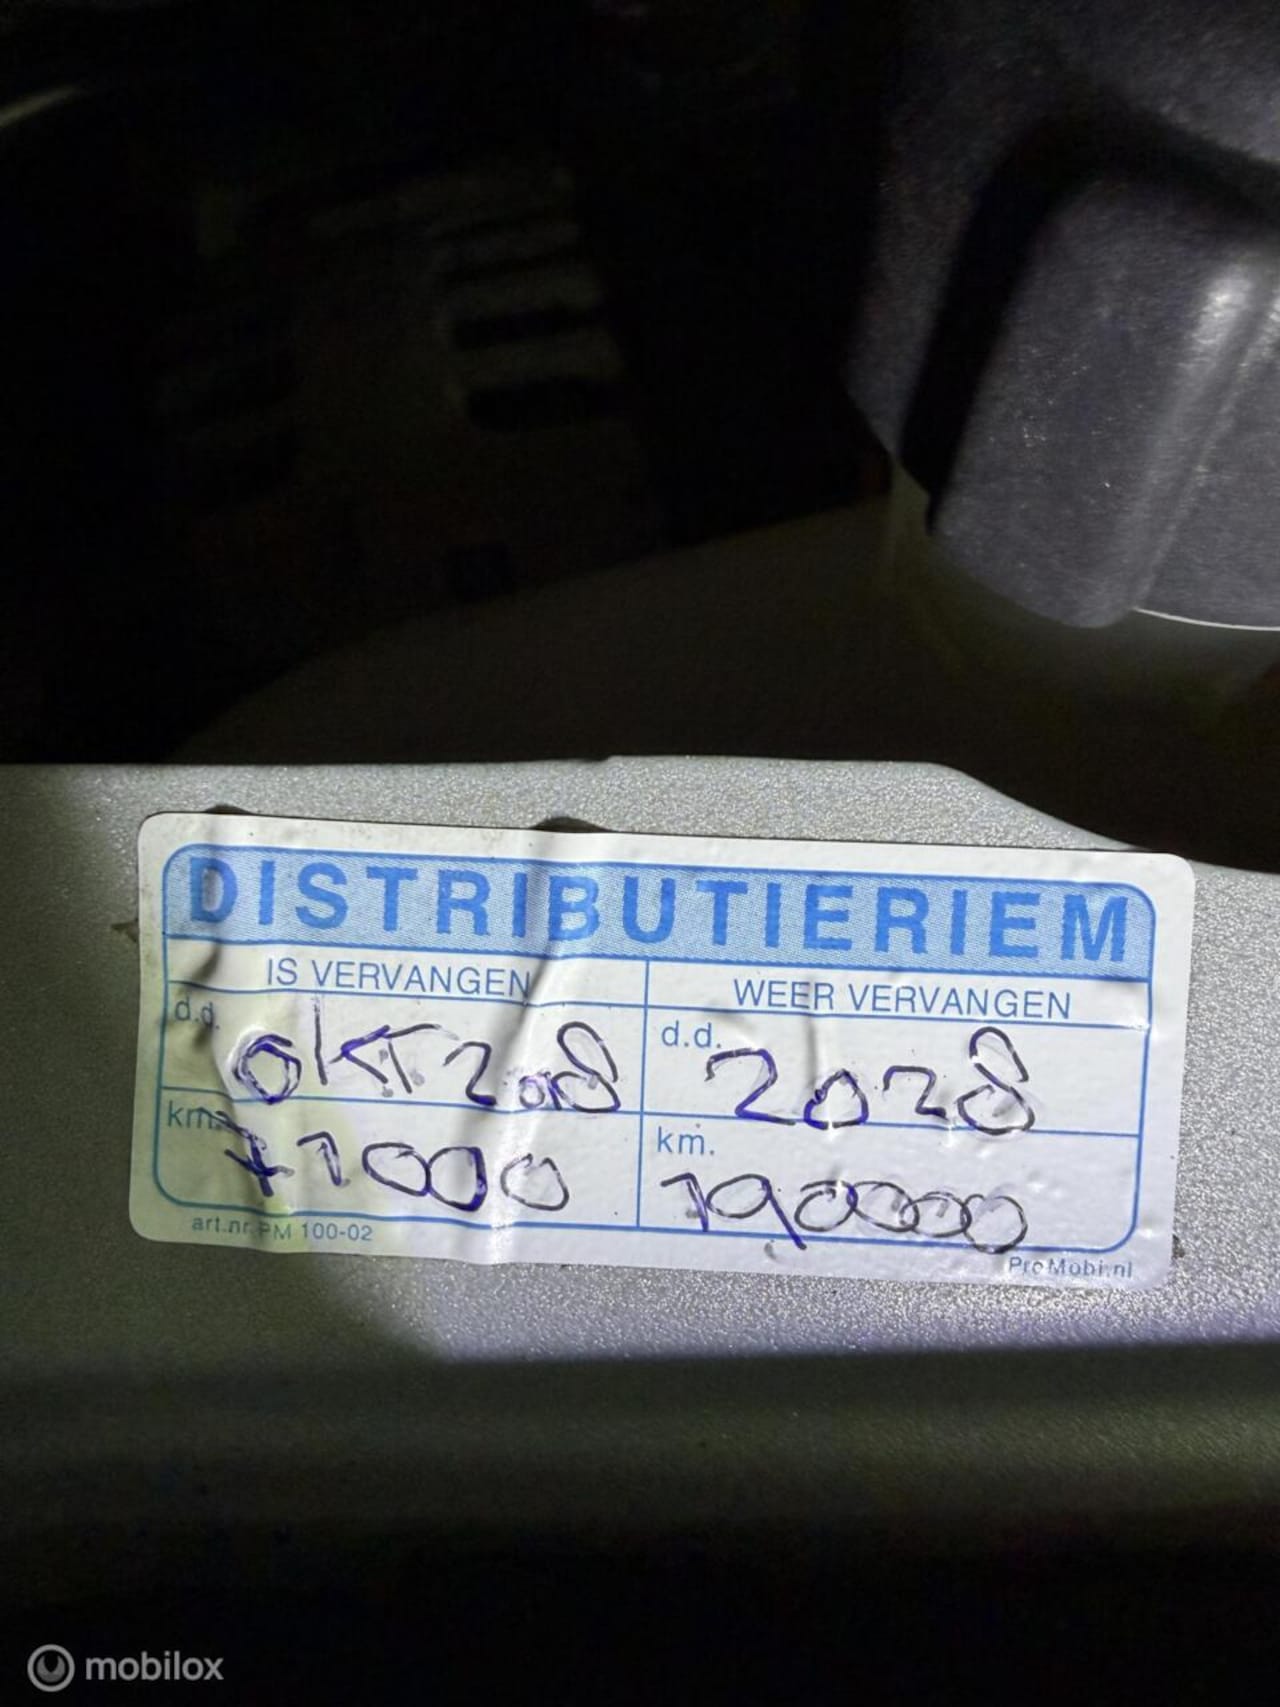 DISTRIBUTIERIEM
IS VERVANGEN
WEER VERVANGEN
d.d. OKT 2018
d.d. 2028
km. 71000
km. 190000
art.nr. PM 100-02
ProMobi.nl
mobilox